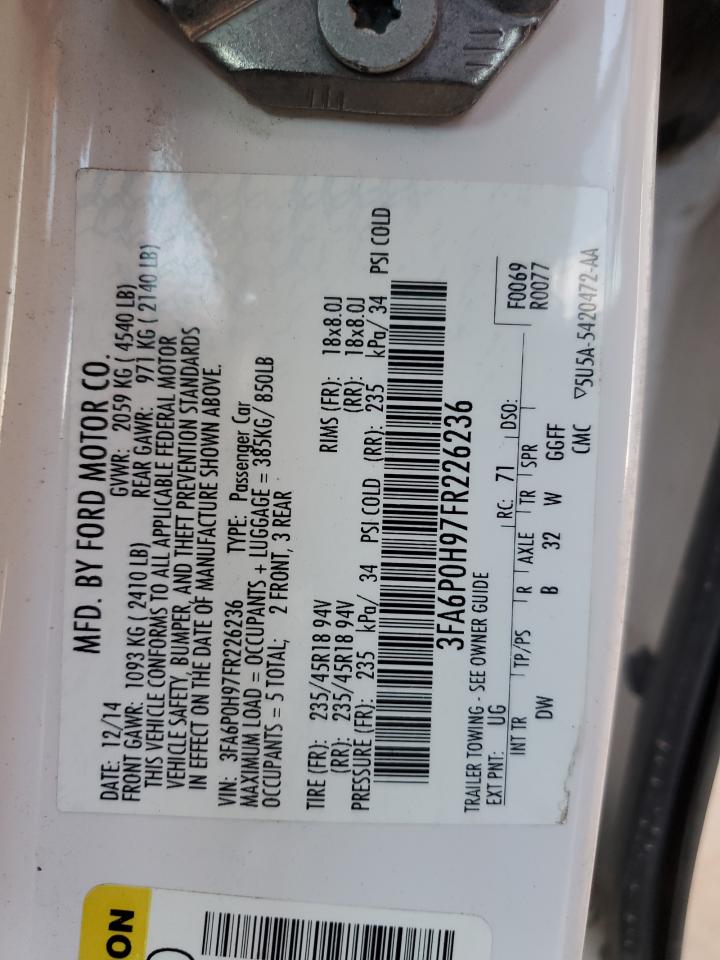 MFD. BY FORD MOTOR CO.
DATE: 12/14 GVWR: 2059 KG ( 4540 LB)
FRONT GAWR: 1093 KG ( 2410 LB) REAR GAWR: 971 KG ( 2140 LB)
THIS VEHICLE CONFORMS TO ALL APPLICABLE FEDERAL MOTOR
VEHICLE SAFETY, BUMPER, AND THEFT PREVENTION STANDARDS
IN EFFECT ON THE DATE OF MANUFACTURE SHOWN ABOVE.
VIN: 3FA6P0H97FR226236 TYPE: Passenger Car
MAXIMUM LOAD = OCCUPANTS + LUGGAGE = 385KG/ 850LB
OCCUPANTS = 5 TOTAL; 2 FRONT, 3 REAR
TIRE (FR): 235/45R18 94V RIMS (FR): 18x8.0J
(RR): 235/45R18 94V (RR): 18x8.0J
PRESSURE (FR): 235 kPa/ 34 PSI COLD (RR): 235 kPa/ 34 PSI COLD
3FA6P0H97FR226236
TRAILER TOWING - SEE OWNER GUIDE
EXT PNT: UG RC: 71 DSO: F0069
R0077
INT TR TP/PS R AXLE TR SPR
DW B 32 W GGFF
CMC ▽5U5A-5420472-AA
ON